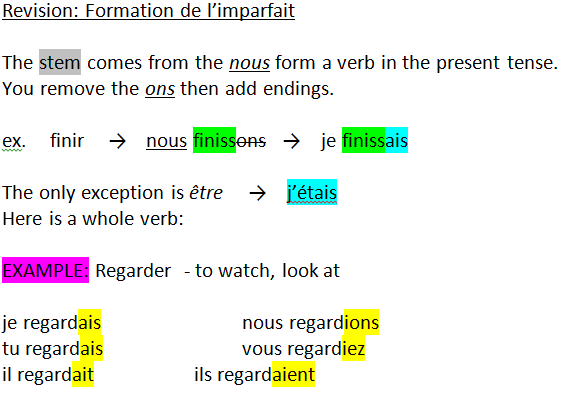 Revision: Formation de l’imparfait
The stem comes from the nous form a verb in the present tense.
You remove the ons then add endings.
ex. finir → nous finissons → je finissais
The only exception is être → j’étais
Here is a whole verb:
EXAMPLE: Regarder - to watch, look at
je regardais nous regardions
tu regardais vous regardiez
il regardait ils regardaient